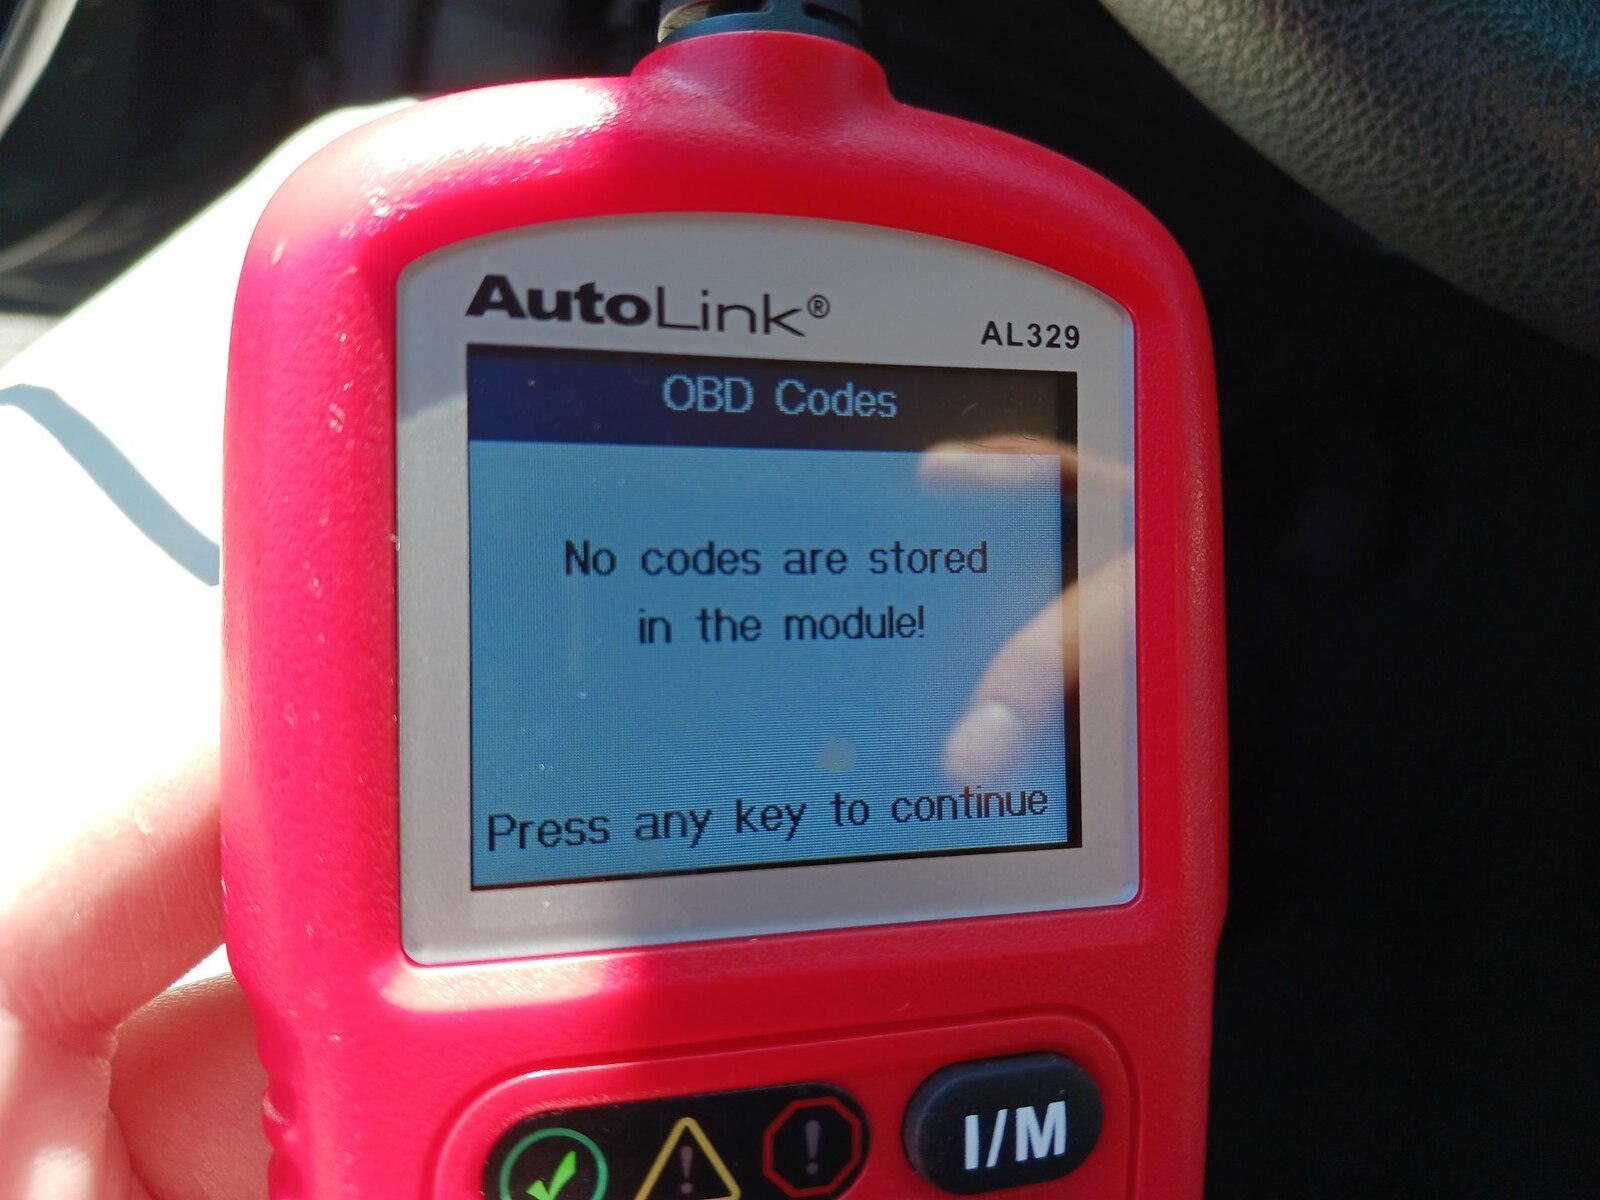 AutoLink®
AL329
OBD Codes
No codes are stored
in the module!
Press any key to continue
I/M